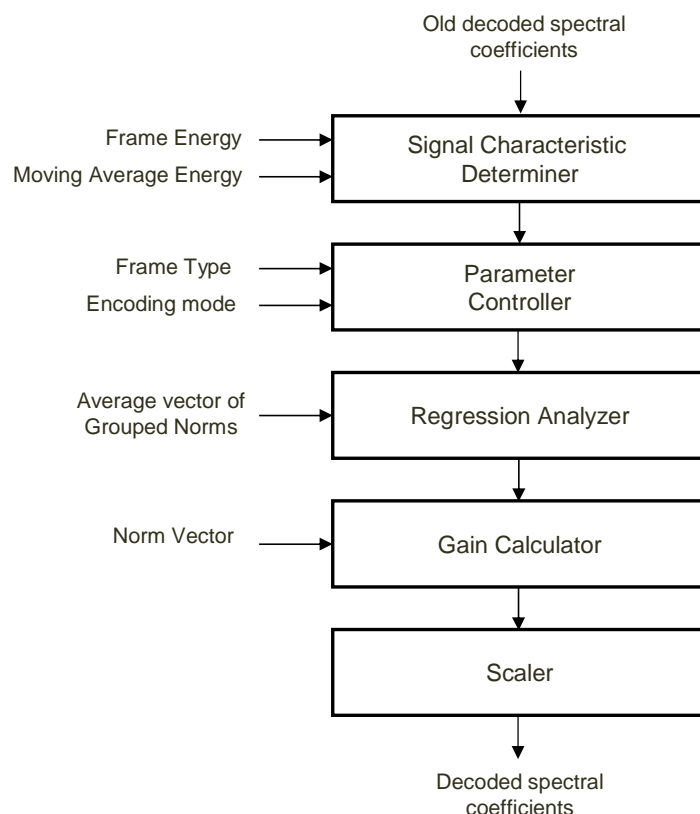 Old decoded spectral
coefficients
Frame Energy
Moving Average Energy
Signal Characteristic
Determiner
Frame Type
Encoding mode
Parameter
Controller
Average vector of
Grouped Norms
Regression Analyzer
Norm Vector
Gain Calculator
Scaler
Decoded spectral
coefficients